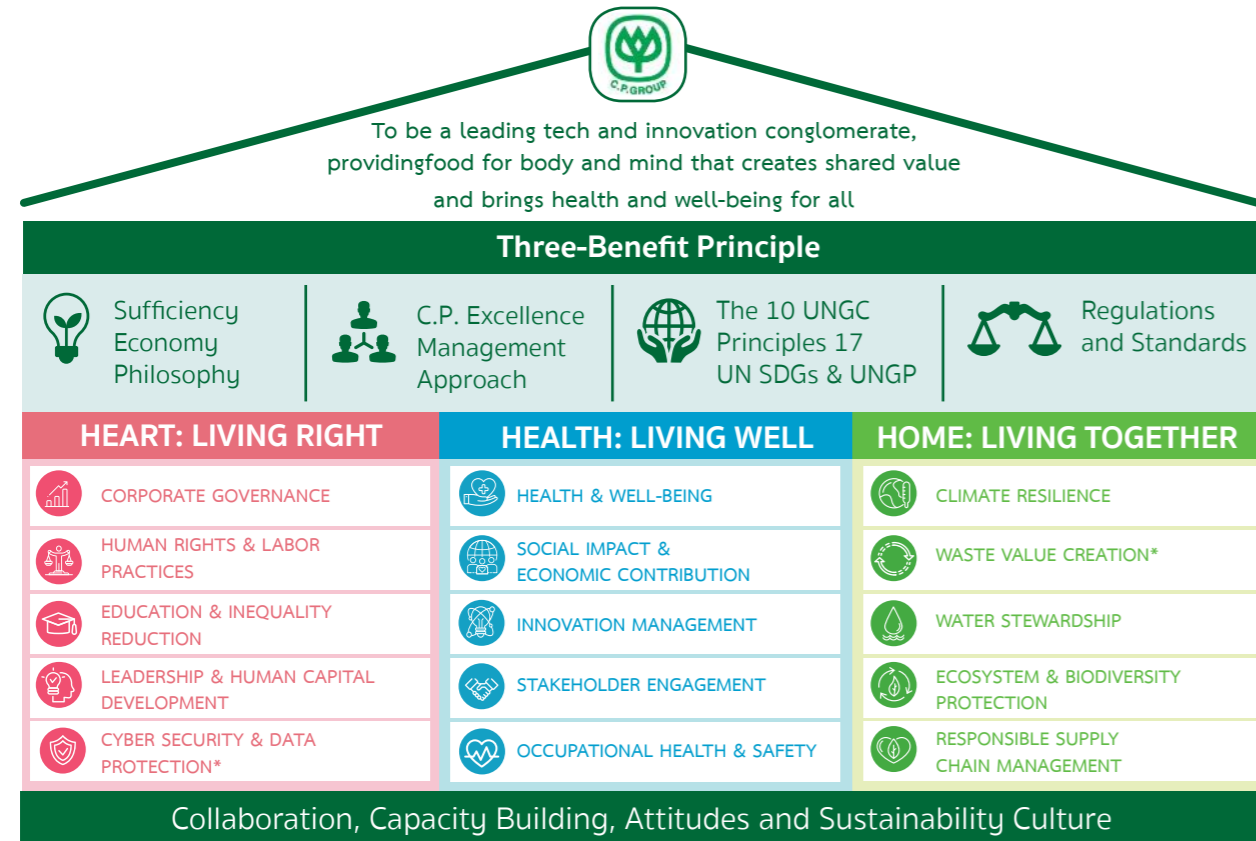 C.P.GROUP
To be a leading tech and innovation conglomerate,
providingfood for body and mind that creates shared value
and brings health and well-being for all
Three-Benefit Principle
Sufficiency
Economy
Philosophy
C.P. Excellence
Management
Approach
The 10 UNGC
Principles 17
UN SDGs & UNGP
Regulations
and Standards
HEART: LIVING RIGHT
CORPORATE GOVERNANCE
HUMAN RIGHTS & LABOR
PRACTICES
EDUCATION & INEQUALITY
REDUCTION
LEADERSHIP & HUMAN CAPITAL
DEVELOPMENT
CYBER SECURITY & DATA
PROTECTION*
HEALTH: LIVING WELL
HEALTH & WELL-BEING
SOCIAL IMPACT &
ECONOMIC CONTRIBUTION
INNOVATION MANAGEMENT
STAKEHOLDER ENGAGEMENT
OCCUPATIONAL HEALTH & SAFETY
HOME: LIVING TOGETHER
CLIMATE RESILIENCE
WASTE VALUE CREATION*
WATER STEWARDSHIP
ECOSYSTEM & BIODIVERSITY
PROTECTION
RESPONSIBLE SUPPLY
CHAIN MANAGEMENT
Collaboration, Capacity Building, Attitudes and Sustainability Culture